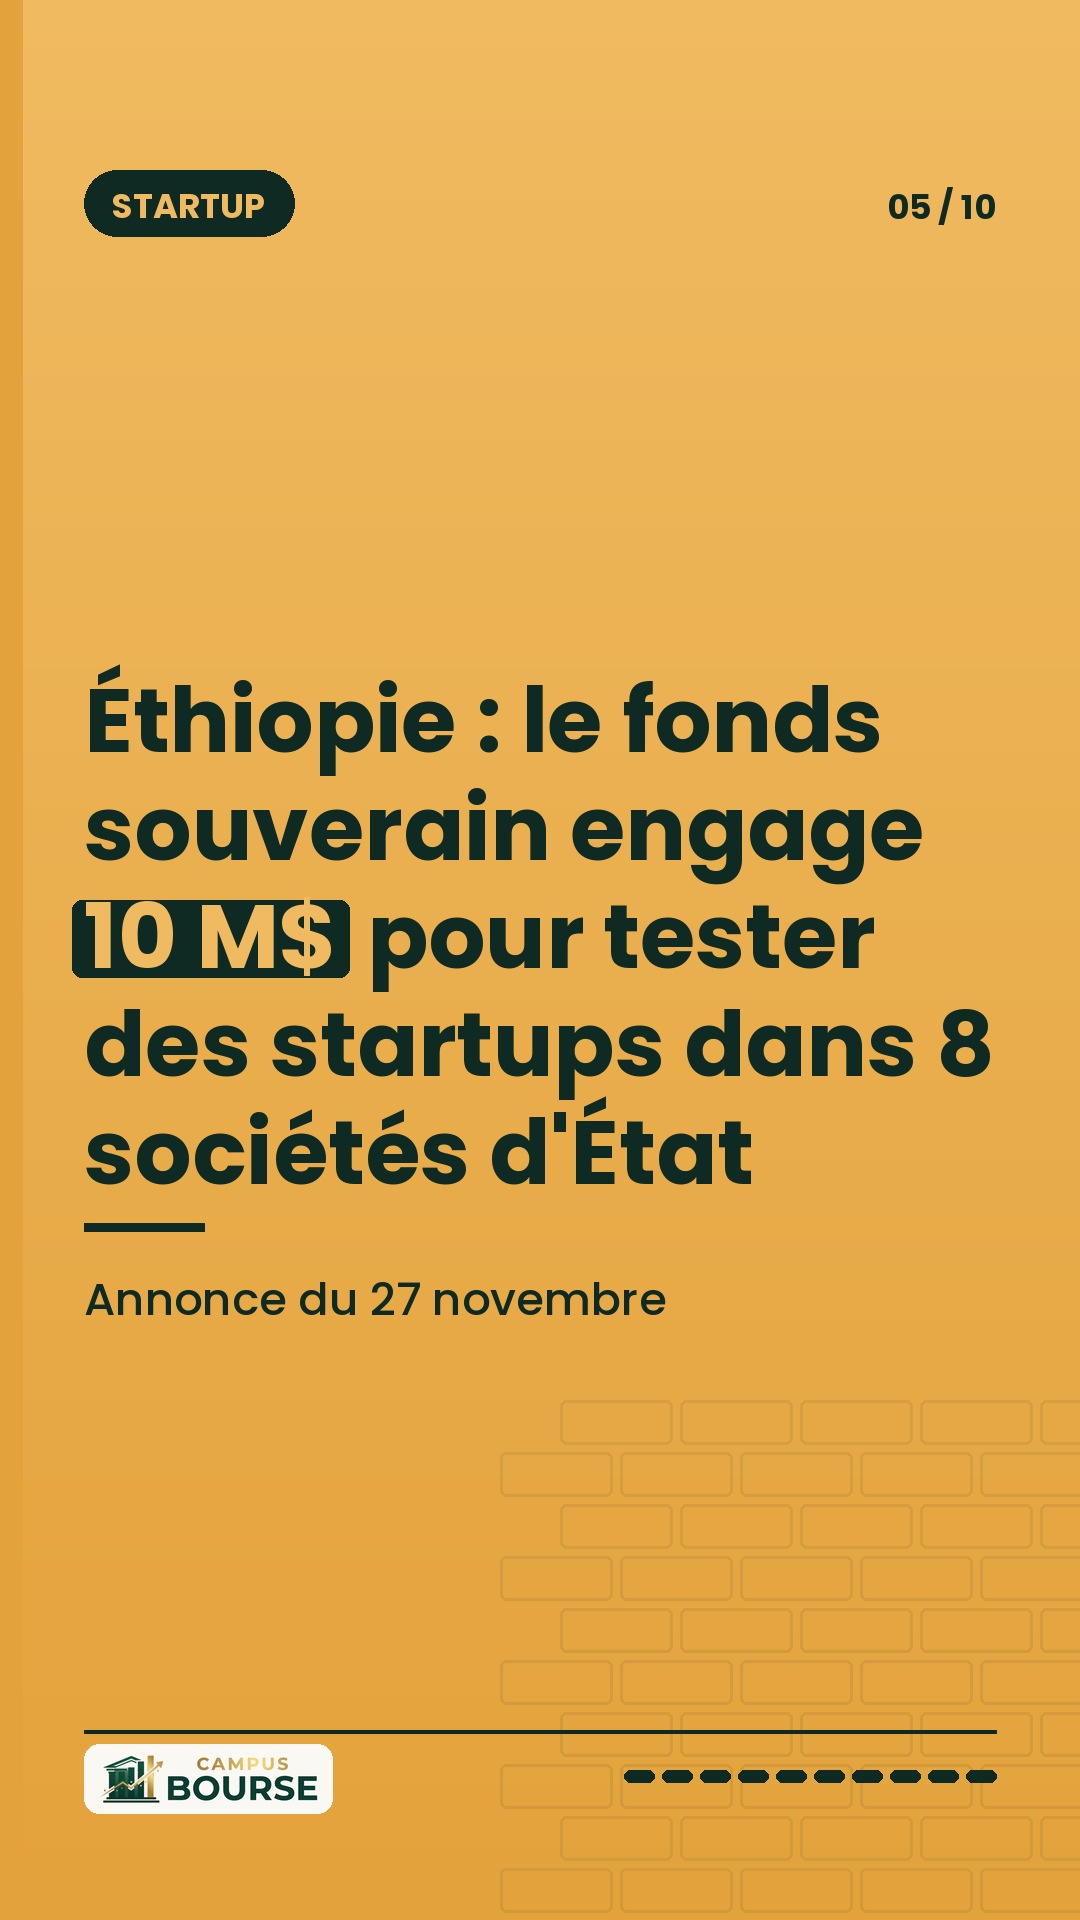 STARTUP
05 / 10
Éthiopie : le fonds
souverain engage
10 M$ pour tester
des startups dans 8
sociétés d'État
Annonce du 27 novembre
CAMPUS
BOURSE